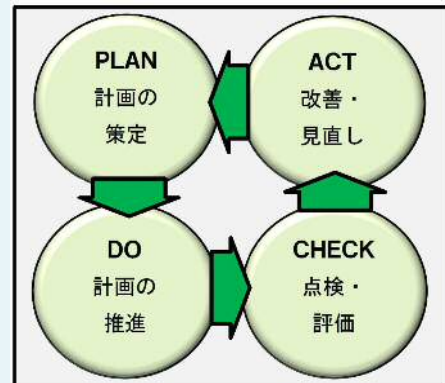 PLAN
計画の
策定
ACT
改善・
見直し
DO
計画の
推進
CHECK
点検・
評価